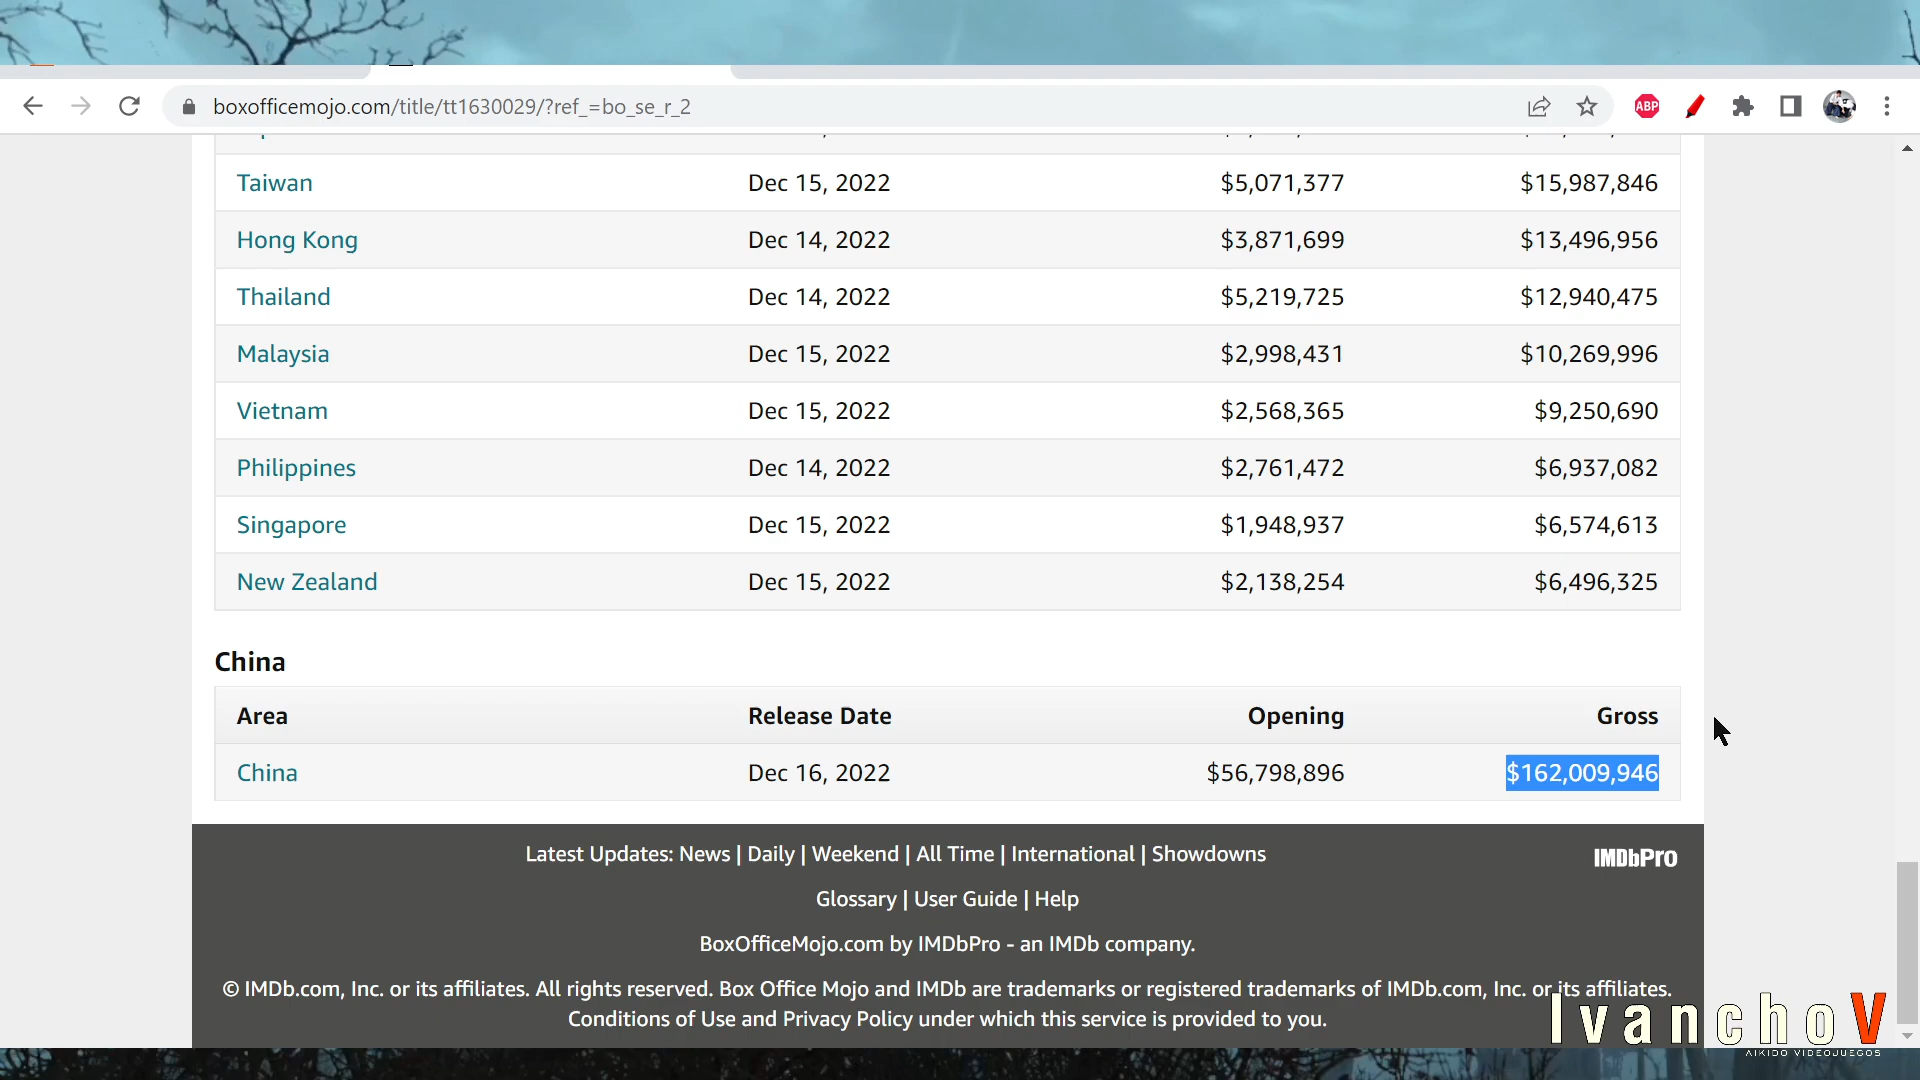 boxofficemojo.com/title/tt1630029/?ref_=bo_se_r_2
ABP
Taiwan Dec 15, 2022 $5,071,377 $15,987,846
Hong Kong Dec 14, 2022 $3,871,699 $13,496,956
Thailand Dec 14, 2022 $5,219,725 $12,940,475
Malaysia Dec 15, 2022 $2,998,431 $10,269,996
Vietnam Dec 15, 2022 $2,568,365 $9,250,690
Philippines Dec 14, 2022 $2,761,472 $6,937,082
Singapore Dec 15, 2022 $1,948,937 $6,574,613
New Zealand Dec 15, 2022 $2,138,254 $6,496,325
China
Area Release Date Opening Gross
China Dec 16, 2022 $56,798,896 $162,009,946
Latest Updates: News | Daily | Weekend | All Time | International | Showdowns
IMDbPro
Glossary | User Guide | Help
BoxOfficeMojo.com by IMDbPro - an IMDb company.
© IMDb.com, Inc. or its affiliates. All rights reserved. Box Office Mojo and IMDb are trademarks or registered trademarks of IMDb.com, Inc. or its affiliates.
Conditions of Use and Privacy Policy under which this service is provided to you.
IvanchoV
AIKIDO VIDEOJUEGOS